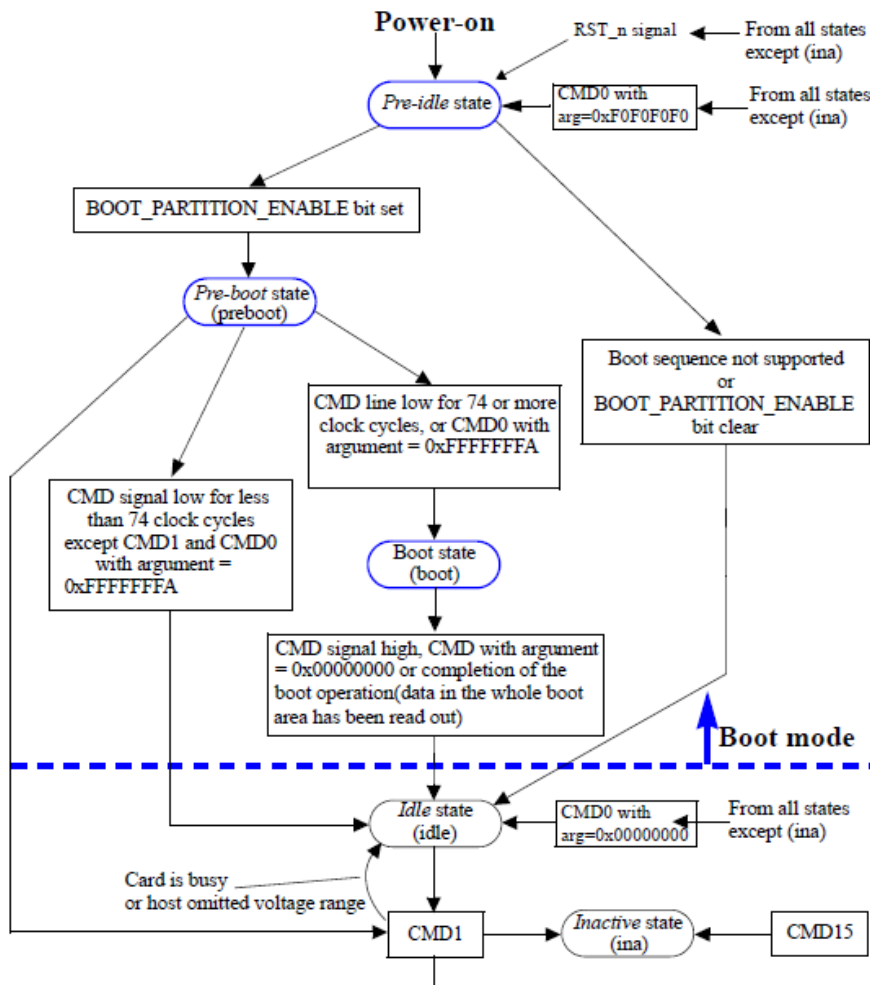 Power-on
RST_n signal
From all states
except (ina)
Pre-idle state
CMD0 with
arg=0xF0F0F0F0
From all states
except (ina)
BOOT_PARTITION_ENABLE bit set
Pre-boot state
(preboot)
Boot sequence not supported
or
BOOT_PARTITION_ENABLE
bit clear
CMD line low for 74 or more
clock cycles, or CMD0 with
argument = 0xFFFFFFFA
CMD signal low for less
than 74 clock cycles
except CMD1 and CMD0
with argument =
0xFFFFFFFA
Boot state
(boot)
CMD signal high, CMD with argument
= 0x00000000 or completion of the
boot operation(data in the whole boot
area has been read out)
Boot mode
Idle state
(idle)
CMD0 with
arg=0x00000000
From all states
except (ina)
Card is busy
or host omitted voltage range
CMD1
Inactive state
(ina)
CMD15